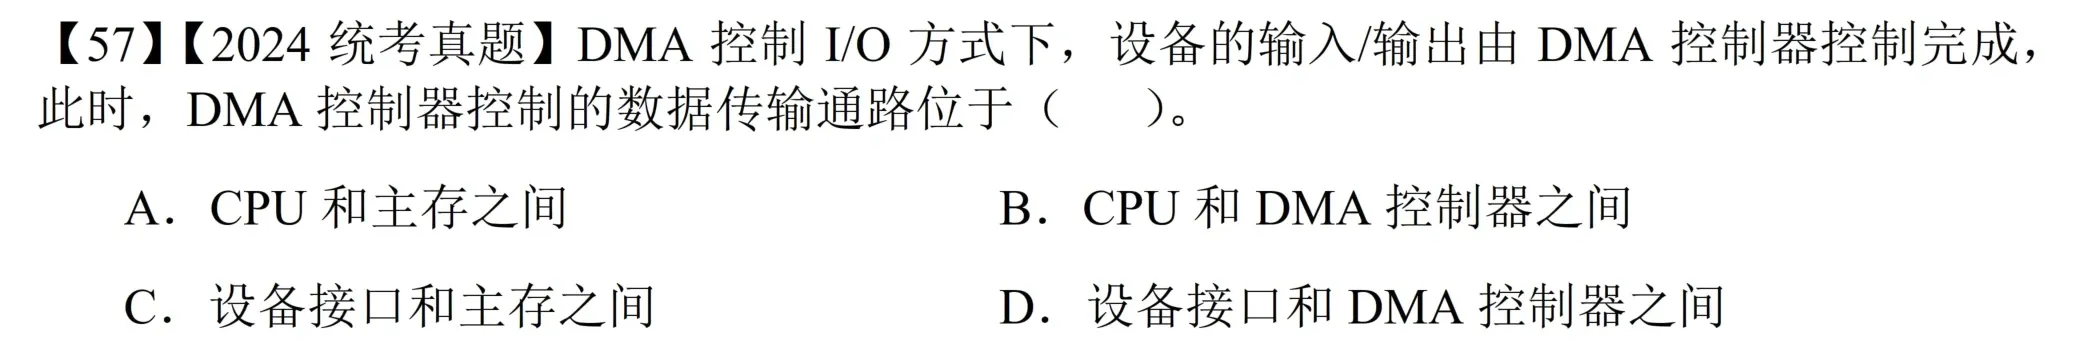 【57】【2024 统考真题】DMA 控制 I/O 方式下，设备的输入/输出由 DMA 控制器控制完成，
此时，DMA 控制器控制的数据传输通路位于（　　）。
A．CPU 和主存之间　　B．CPU 和 DMA 控制器之间
C．设备接口和主存之间　　D．设备接口和 DMA 控制器之间